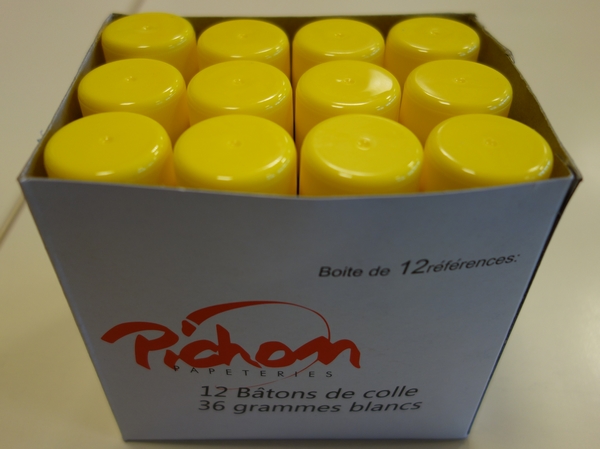 Boite de 12références:
Pichon
PAPETERIES
12 Bâtons de colle
36 grammes blancs